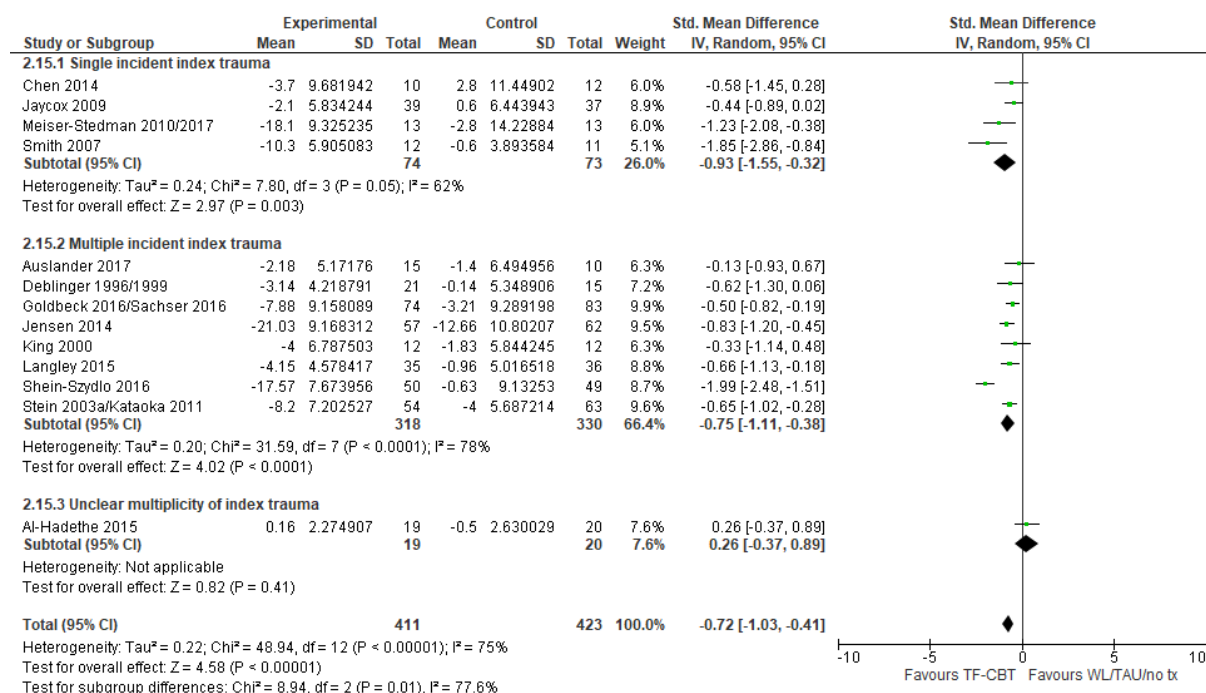 Experimental Control Std. Mean Difference Std. Mean Difference
Study or Subgroup Mean SD Total Mean SD Total Weight IV, Random, 95% CI IV, Random, 95% CI
2.15.1 Single incident index trauma
Chen 2014 -3.7 9.681942 10 2.8 11.44902 12 6.0% -0.58 [-1.45, 0.28]
Jaycox 2009 -2.1 5.834244 39 0.6 6.443943 37 8.9% -0.44 [-0.89, 0.02]
Meiser-Stedman 2010/2017 -18.1 9.325235 13 -2.8 14.22884 13 6.0% -1.23 [-2.08, -0.38]
Smith 2007 -10.3 5.905083 12 -0.6 3.893584 11 5.1% -1.85 [-2.86, -0.84]
Subtotal (95% CI) 74 73 26.0% -0.93 [-1.55, -0.32]
Heterogeneity: Tau² = 0.24; Chi² = 7.80, df = 3 (P = 0.05); I² = 62%
Test for overall effect: Z = 2.97 (P = 0.003)
2.15.2 Multiple incident index trauma
Auslander 2017 -2.18 5.17176 15 -1.4 6.494956 10 6.3% -0.13 [-0.93, 0.67]
Deblinger 1996/1999 -3.14 4.218791 21 -0.14 5.348906 15 7.2% -0.62 [-1.30, 0.06]
Goldbeck 2016/Sachser 2016 -7.88 9.158089 74 -3.21 9.289198 83 9.9% -0.50 [-0.82, -0.19]
Jensen 2014 -21.03 9.168312 57 -12.66 10.80207 62 9.5% -0.83 [-1.20, -0.45]
King 2000 -4 6.787503 12 -1.83 5.844245 12 6.3% -0.33 [-1.14, 0.48]
Langley 2015 -4.15 4.578417 35 -0.96 5.016518 36 8.8% -0.66 [-1.13, -0.18]
Shein-Szydlo 2016 -17.57 7.673956 50 -0.63 9.13253 49 8.7% -1.99 [-2.48, -1.51]
Stein 2003a/Kataoka 2011 -8.2 7.202527 54 -4 5.687214 63 9.6% -0.65 [-1.02, -0.28]
Subtotal (95% CI) 318 330 66.4% -0.75 [-1.11, -0.38]
Heterogeneity: Tau² = 0.20; Chi² = 31.59, df = 7 (P < 0.0001); I² = 78%
Test for overall effect: Z = 4.02 (P < 0.0001)
2.15.3 Unclear multiplicity of index trauma
Al-Hadethe 2015 0.16 2.274907 19 -0.5 2.630029 20 7.6% 0.26 [-0.37, 0.89]
Subtotal (95% CI) 19 20 7.6% 0.26 [-0.37, 0.89]
Heterogeneity: Not applicable
Test for overall effect: Z = 0.82 (P = 0.41)
Total (95% CI) 411 423 100.0% -0.72 [-1.03, -0.41]
Heterogeneity: Tau² = 0.22; Chi² = 48.94, df = 12 (P < 0.00001); I² = 75%
Test for overall effect: Z = 4.58 (P < 0.00001)
Test for subgroup differences: Chi² = 8.94, df = 2 (P = 0.01), I² = 77.6%
-10 -5 0 5 10
Favours TF-CBT Favours WL/TAU/no tx